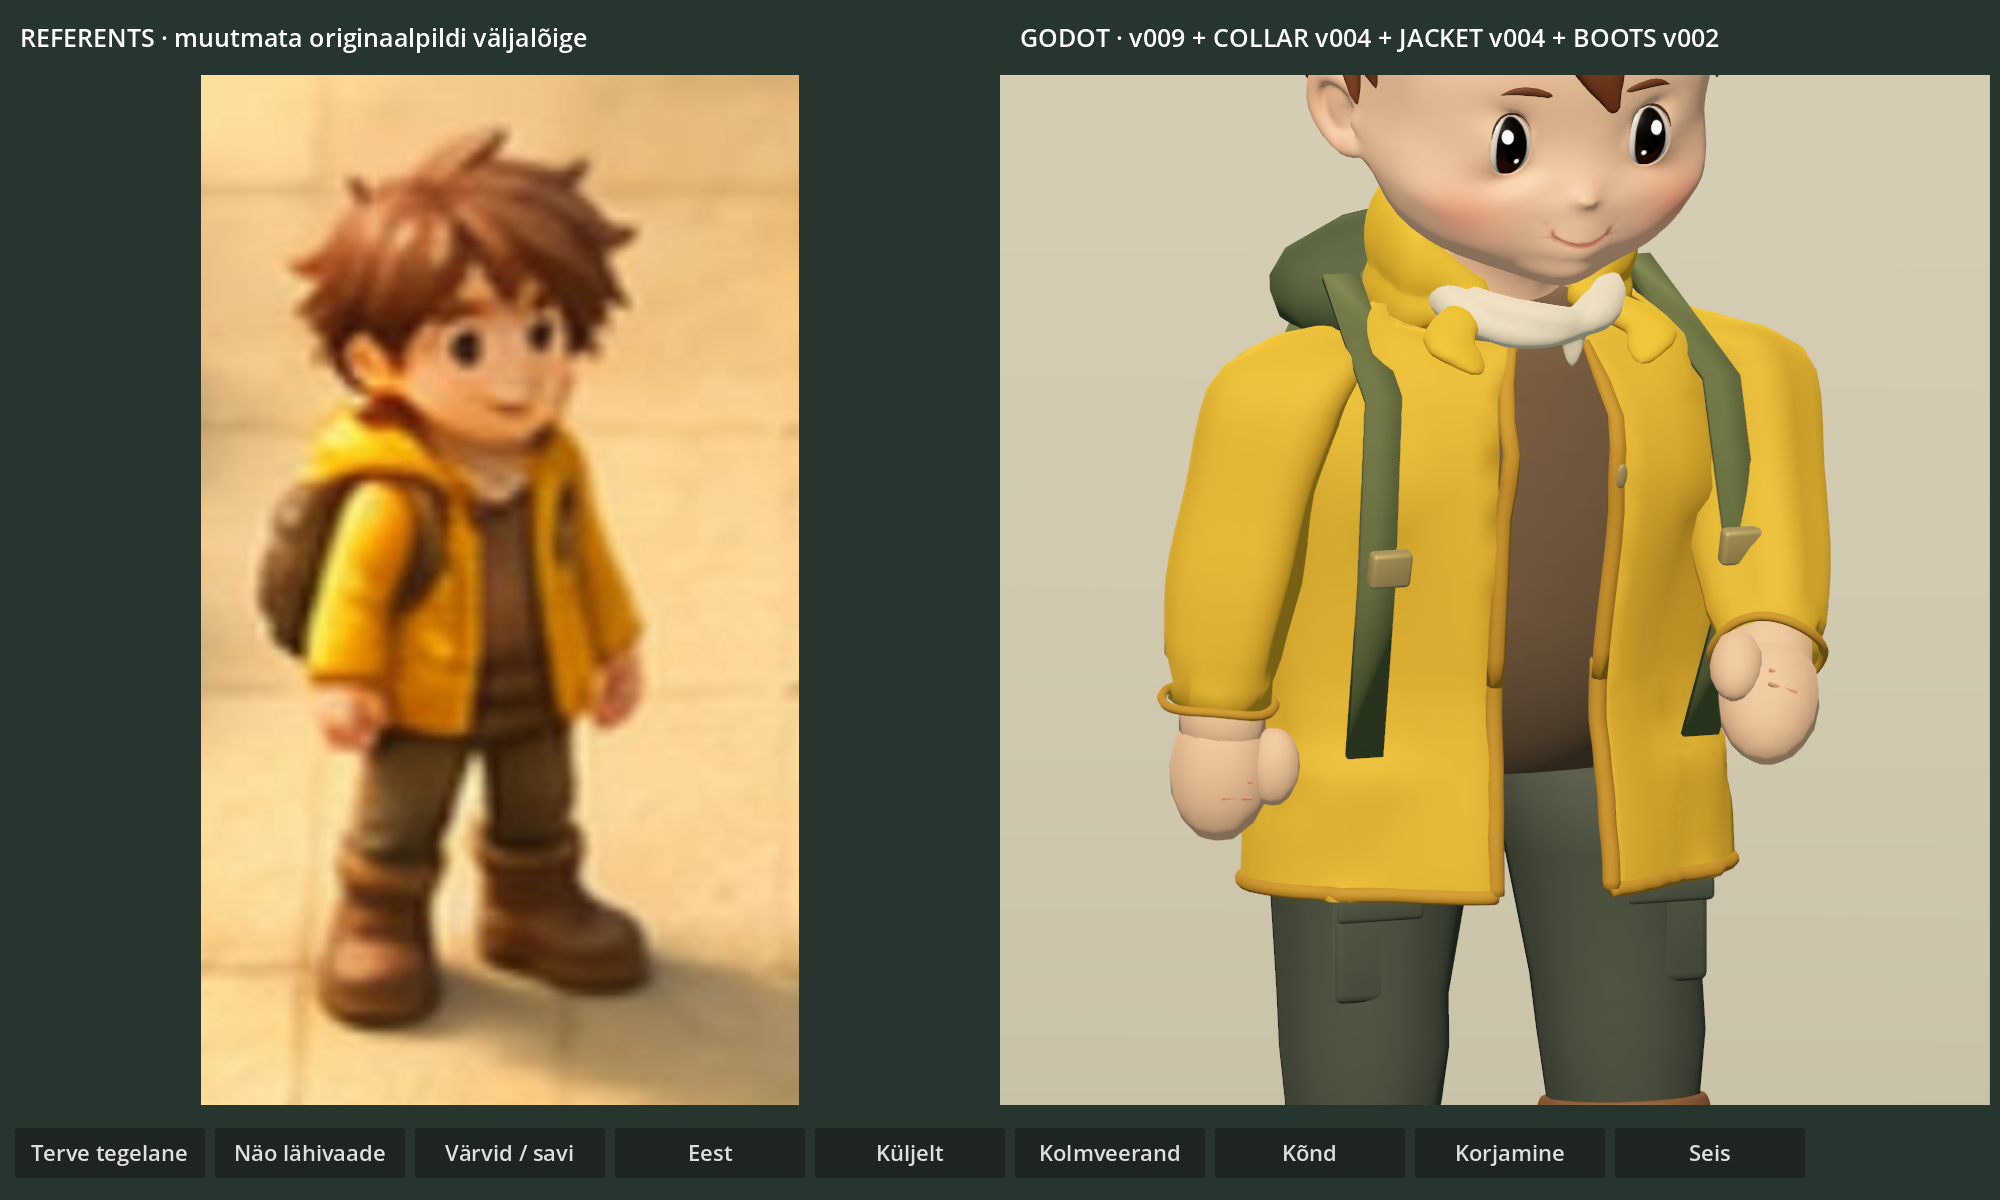 REFERENTS · muutmata originaalpildi väljalõige
GODOT · v009 + COLLAR v004 + JACKET v004 + BOOTS v002
Terve tegelane
Näo lähivaade
Värvid / savi
Eest
Küljelt
Kolmveerand
Kõnd
Korjamine
Seis